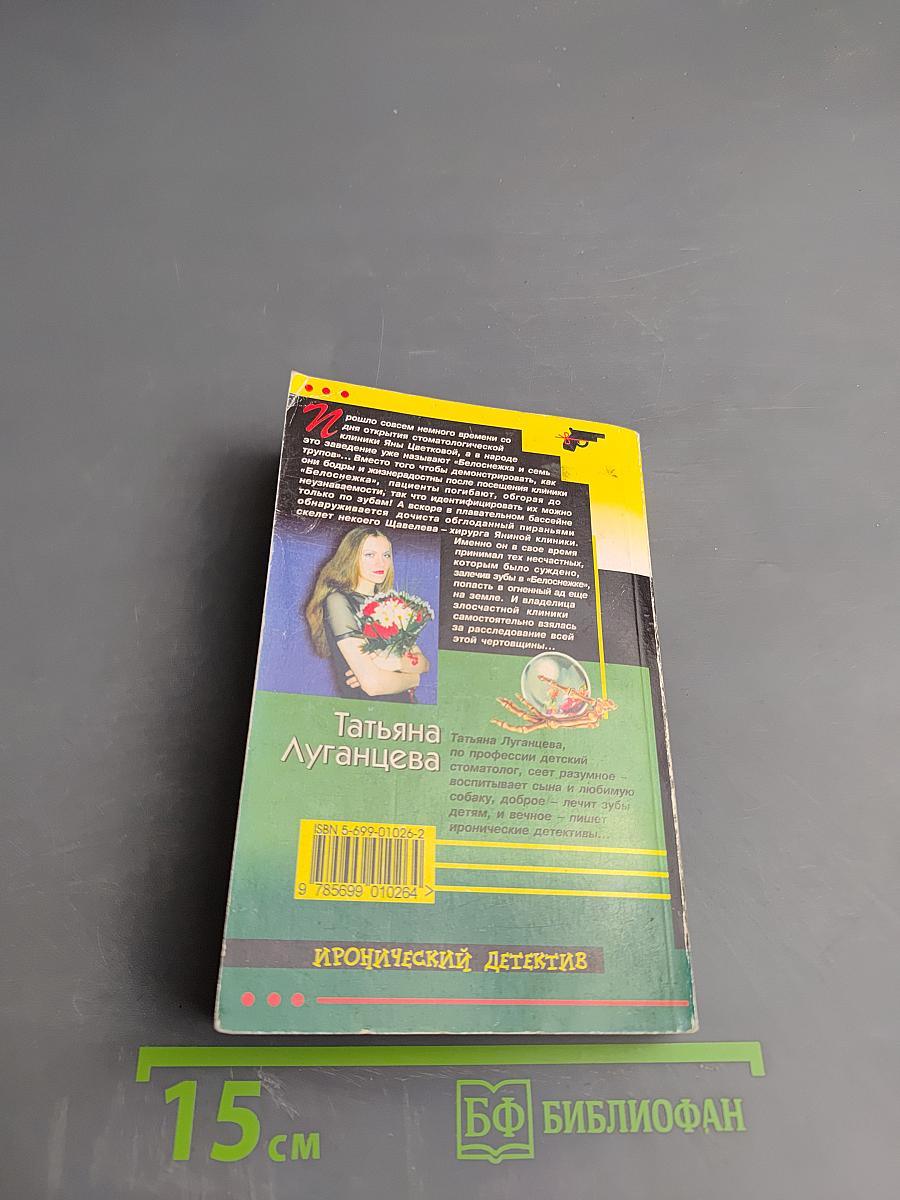 Прошло совсем немного времени со
дня открытия стоматологической
клиники Яны Цветковой, а в народе
это заведение уже называют «Белоснежка и семь
трупов»... Вместо того чтобы демонстрировать, как
они бодры и жизнерадостны после посещения клиники
«Белоснежка», пациенты погибают, обгорая до
неузнаваемости, так что идентифицировать их можно
только по зубам! А вскоре в плавательном бассейне
обнаруживается дочиста обглоданный пираньями
скелет некоего Щавелева – хирурга Яниной клиники.
Именно он в свое время
принимал тех несчастных,
которым было суждено,
залечив зубы в «Белоснежке»,
попасть в огненный ад еще
на земле. И владелица
злосчастной клиники
самостоятельно взялась
за расследование всей
этой чертовщины...
Татьяна
Луганцева
Татьяна Луганцева,
по профессии детский
стоматолог, сеет разумное –
воспитывает сына и любимую
собаку, доброе – лечит зубы
детям, и вечное – пишет
иронические детективы...
ISBN 5-699-01026-2
9 785699 010264 >
ИРОНИЧЕСКИЙ ДЕТЕКТИВ
15 см
БФ БИБЛИОФАН